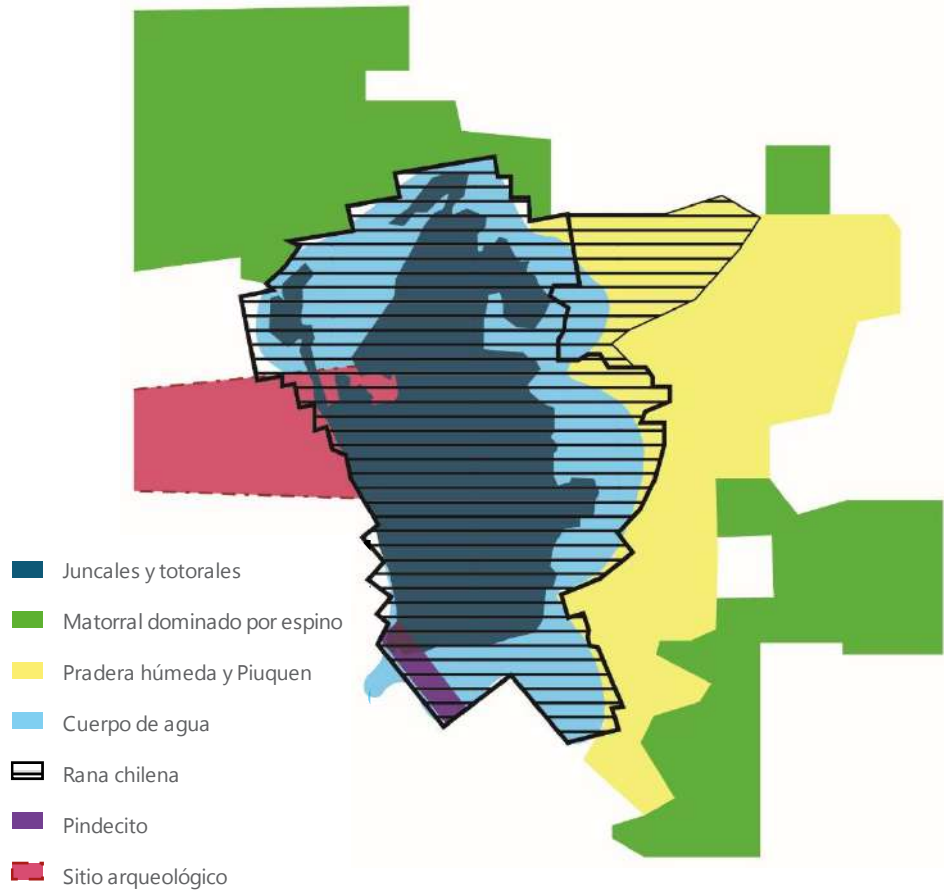 Juncales y totorales
Matorral dominado por espino
Pradera húmeda y Piuquen
Cuerpo de agua
Rana chilena
Pindecito
Sitio arqueológico